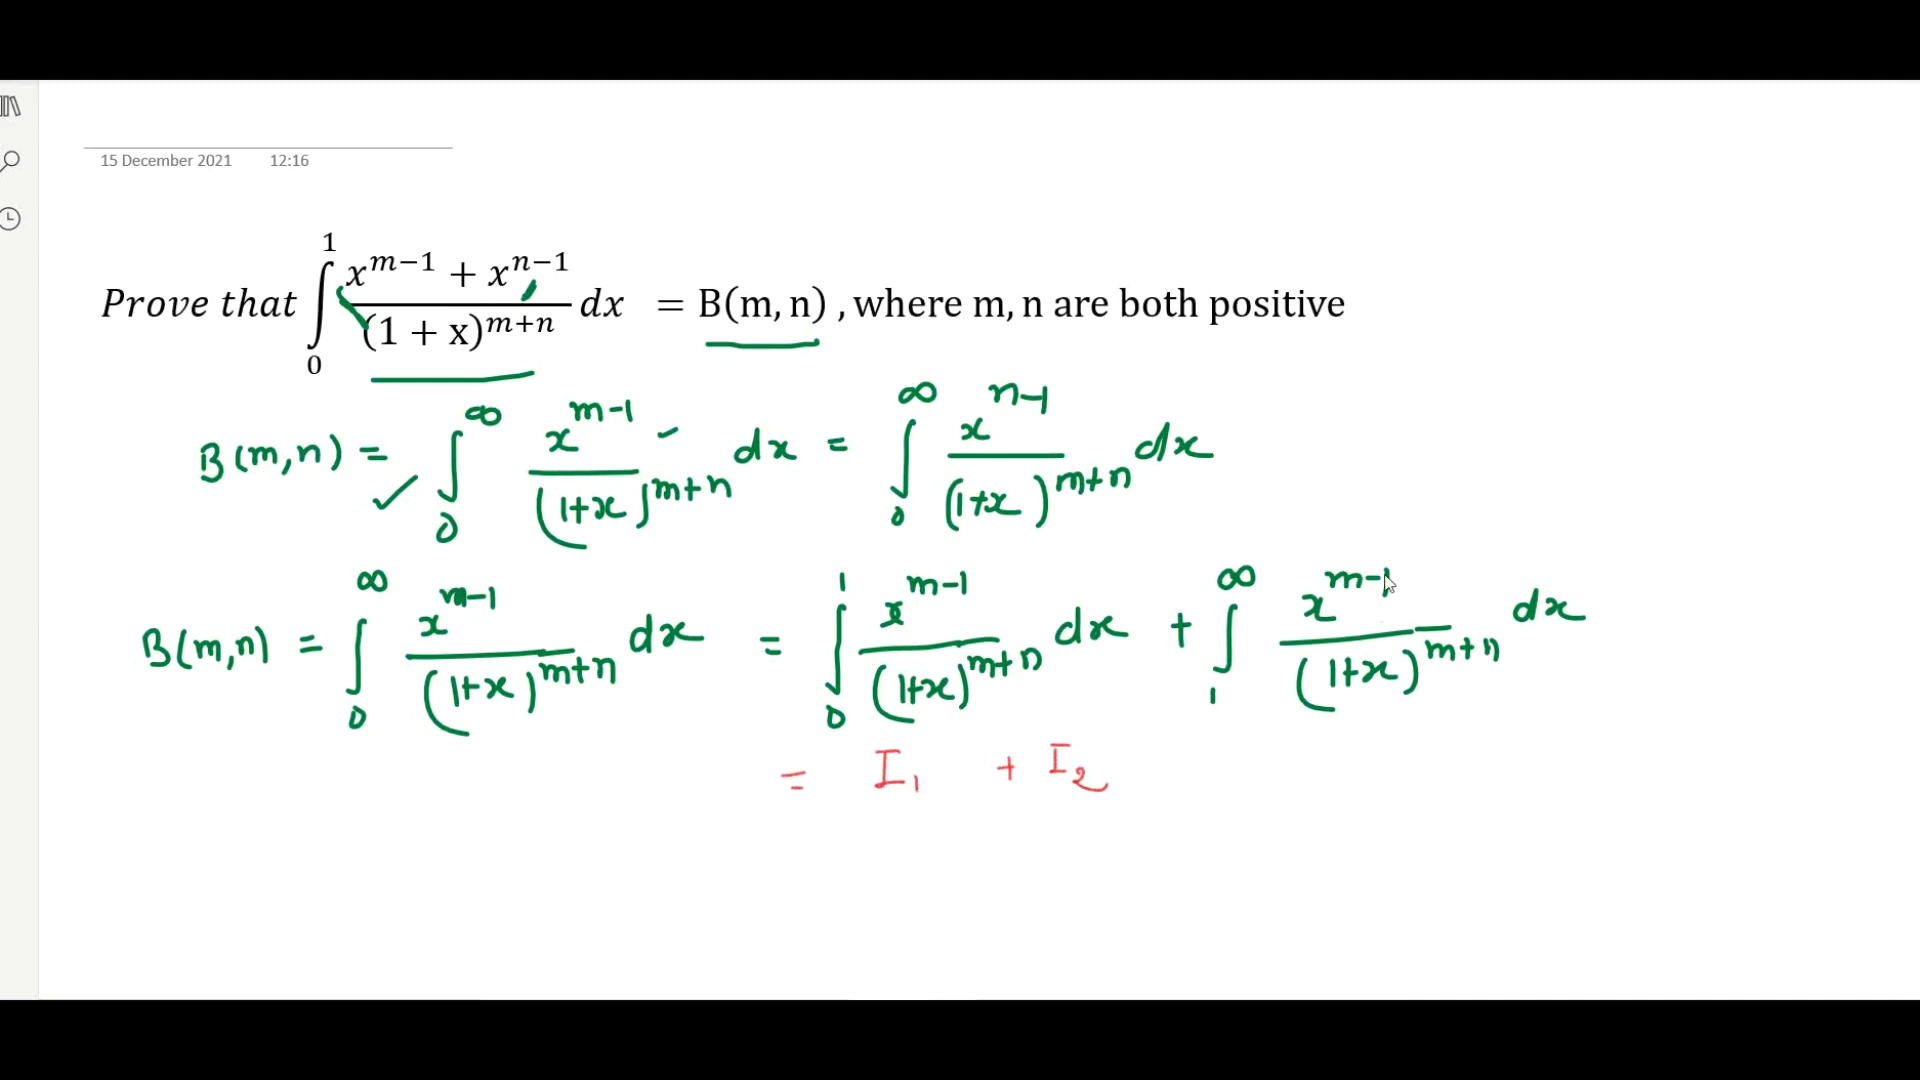 15 December 2021 12:16
Prove that ∫₀¹ (x^{m−1} + x^{n−1})/((1 + x)^{m+n}) dx = B(m, n) , where m, n are both positive
B(m,n) = ∫₀^∞ x^{m-1}/(1+x)^{m+n} dx = ∫₀^∞ x^{n-1}/(1+x)^{m+n} dx
B(m,n) = ∫₀^∞ x^{m-1}/(1+x)^{m+n} dx = ∫₀¹ x^{m-1}/(1+x)^{m+n} dx + ∫₁^∞ x^{m-1}/(1+x)^{m+n} dx
= I₁ + I₂